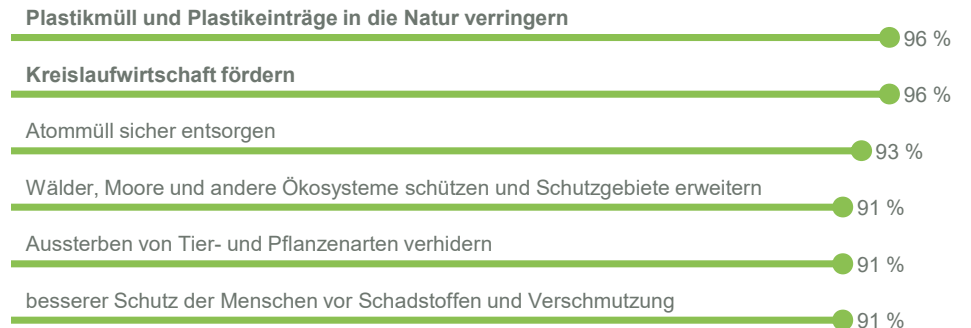 Plastikmüll und Plastikeinträge in die Natur verringern
96 %
Kreislaufwirtschaft fördern
96 %
Atommüll sicher entsorgen
93 %
Wälder, Moore und andere Ökosysteme schützen und Schutzgebiete erweitern
91 %
Aussterben von Tier- und Pflanzenarten verhidern
91 %
besserer Schutz der Menschen vor Schadstoffen und Verschmutzung
91 %